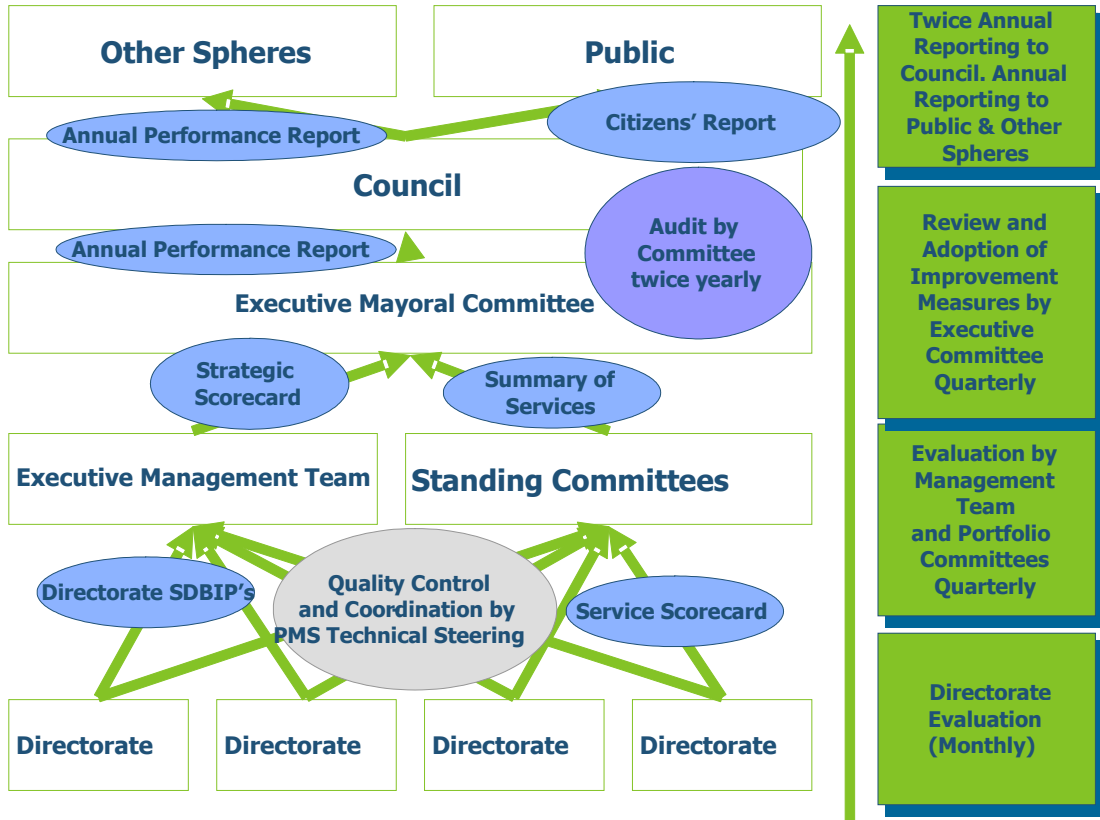 Other Spheres
Public
Annual Performance Report
Citizens' Report
Council
Annual Performance Report
Audit by
Committee
twice yearly
Executive Mayoral Committee
Strategic
Scorecard
Summary of
Services
Executive Management Team
Standing Committees
Directorate SDBIP's
Quality Control
and Coordination by
PMS Technical Steering
Service Scorecard
Directorate
Directorate
Directorate
Directorate
Twice Annual
Reporting to
Council. Annual
Reporting to
Public & Other
Spheres
Review and
Adoption of
Improvement
Measures by
Executive
Committee
Quarterly
Evaluation by
Management
Team
and Portfolio
Committees
Quarterly
Directorate
Evaluation
(Monthly)